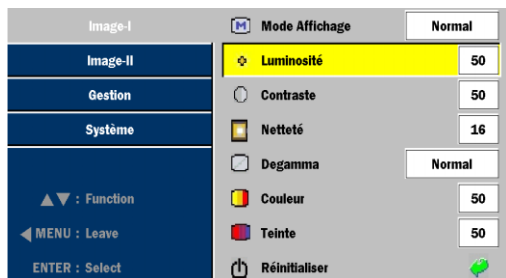 Image-I
Image-II
Gestion
Système
▲▼ : Function
◀ MENU : Leave
ENTER : Select
Mode Affichage Normal
Luminosité 50
Contraste 50
Netteté 16
Degamma Normal
Couleur 50
Teinte 50
Réinitialiser